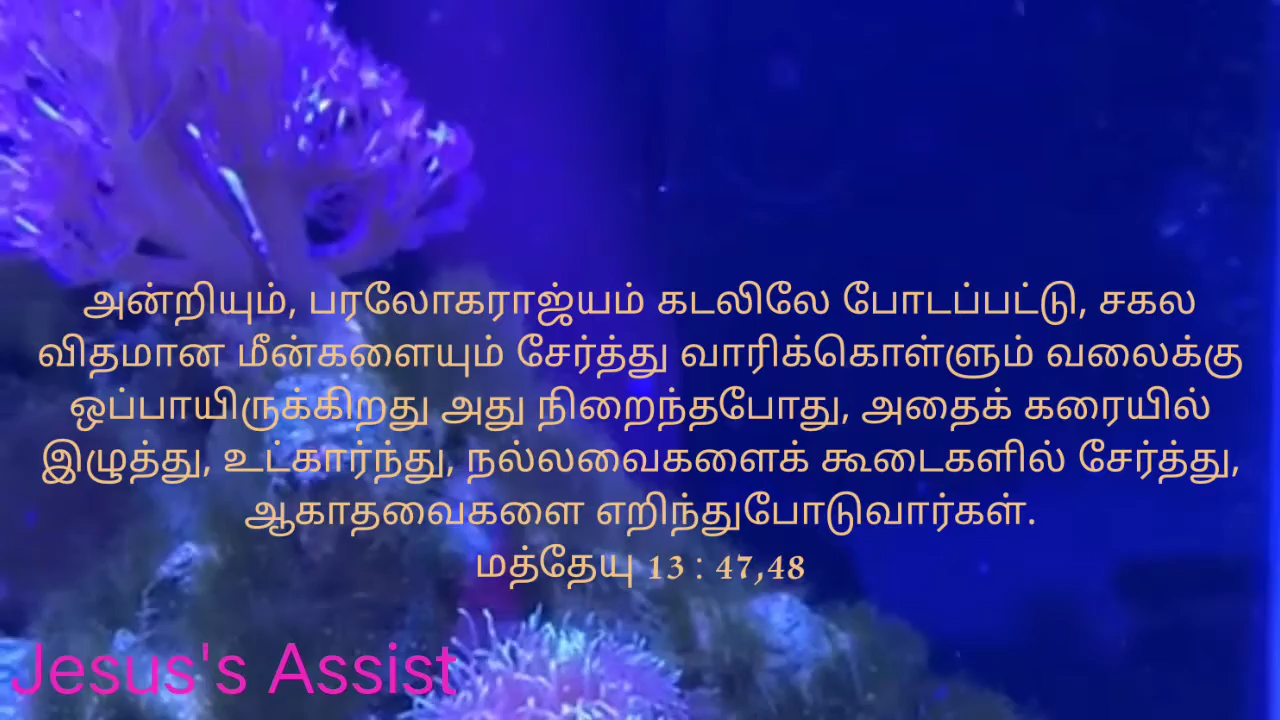 அன்றியும், பரலோகராஜ்யம் கடலிலே போடப்பட்டு, சகல
விதமான மீன்களையும் சேர்த்து வாரிக்கொள்ளும் வலைக்கு
ஒப்பாயிருக்கிறது அது நிறைந்தபோது, அதைக் கரையில்
இழுத்து, உட்கார்ந்து, நல்லவைகளைக் கூடைகளில் சேர்த்து,
ஆகாதவைகளை எறிந்துபோடுவார்கள்.
மத்தேயு 13 : 47,48
Jesus's Assist